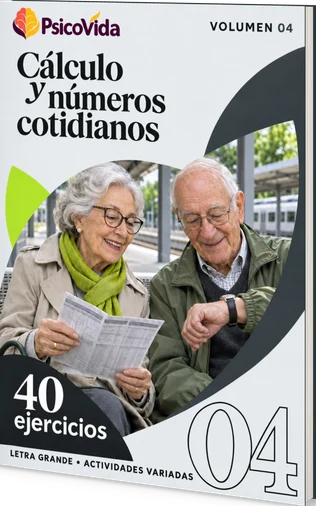 PsicoVida
VOLUMEN 04
Cálculo
y números
cotidianos
40
ejercicios
LETRA GRANDE • ACTIVIDADES VARIADAS
04